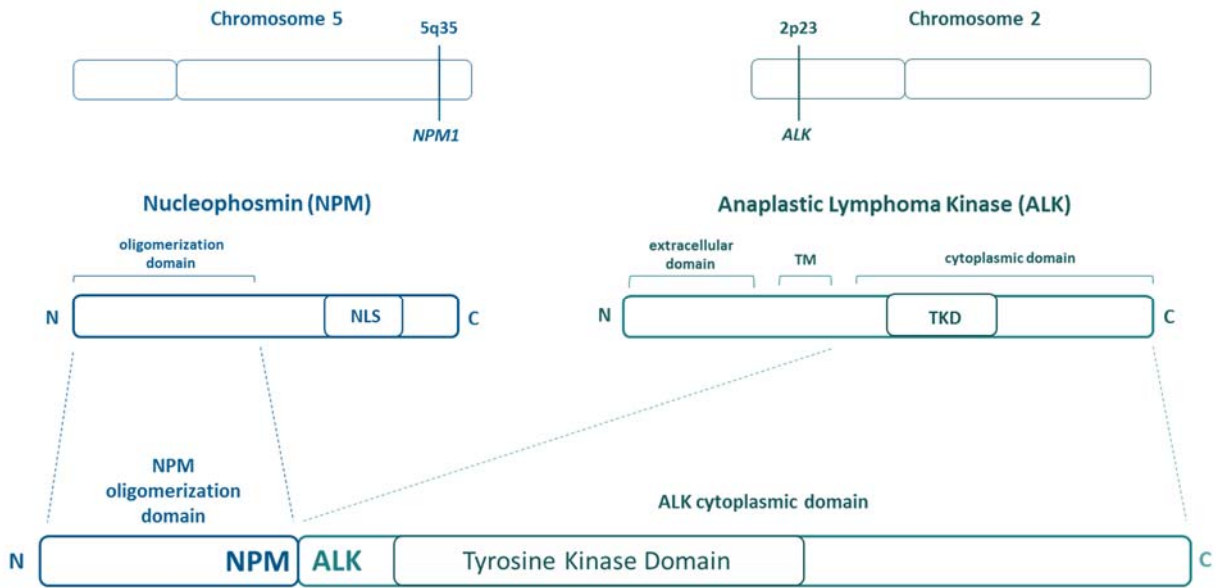 Chromosome 5
5q35
NPM1
2p23
Chromosome 2
ALK
Nucleophosmin (NPM)
oligomerization
domain
N
NLS
C
Anaplastic Lymphoma Kinase (ALK)
extracellular
domain
TM
cytoplasmic domain
N
TKD
C
NPM
oligomerization
domain
ALK cytoplasmic domain
N
NPM
ALK
Tyrosine Kinase Domain
C